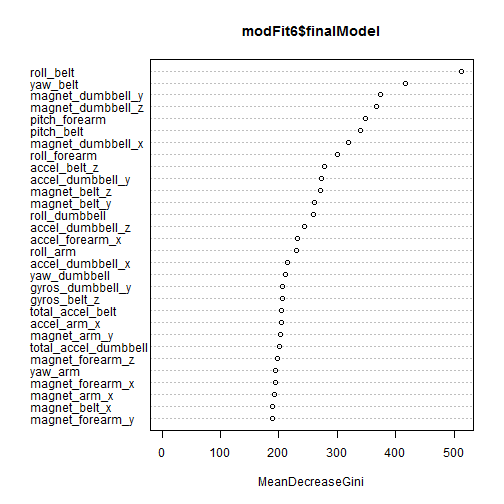 modFit6$finalModel
roll_belt
yaw_belt
magnet_dumbbell_y
magnet_dumbbell_z
pitch_forearm
pitch_belt
magnet_dumbbell_x
roll_forearm
accel_belt_z
accel_dumbbell_y
magnet_belt_z
magnet_belt_y
roll_dumbbell
accel_dumbbell_z
accel_forearm_x
roll_arm
accel_dumbbell_x
yaw_dumbbell
gyros_dumbbell_y
gyros_belt_z
total_accel_belt
accel_arm_x
magnet_arm_y
total_accel_dumbbell
magnet_forearm_z
yaw_arm
magnet_forearm_x
magnet_arm_x
magnet_belt_x
magnet_forearm_y
0 100 200 300 400 500
MeanDecreaseGini